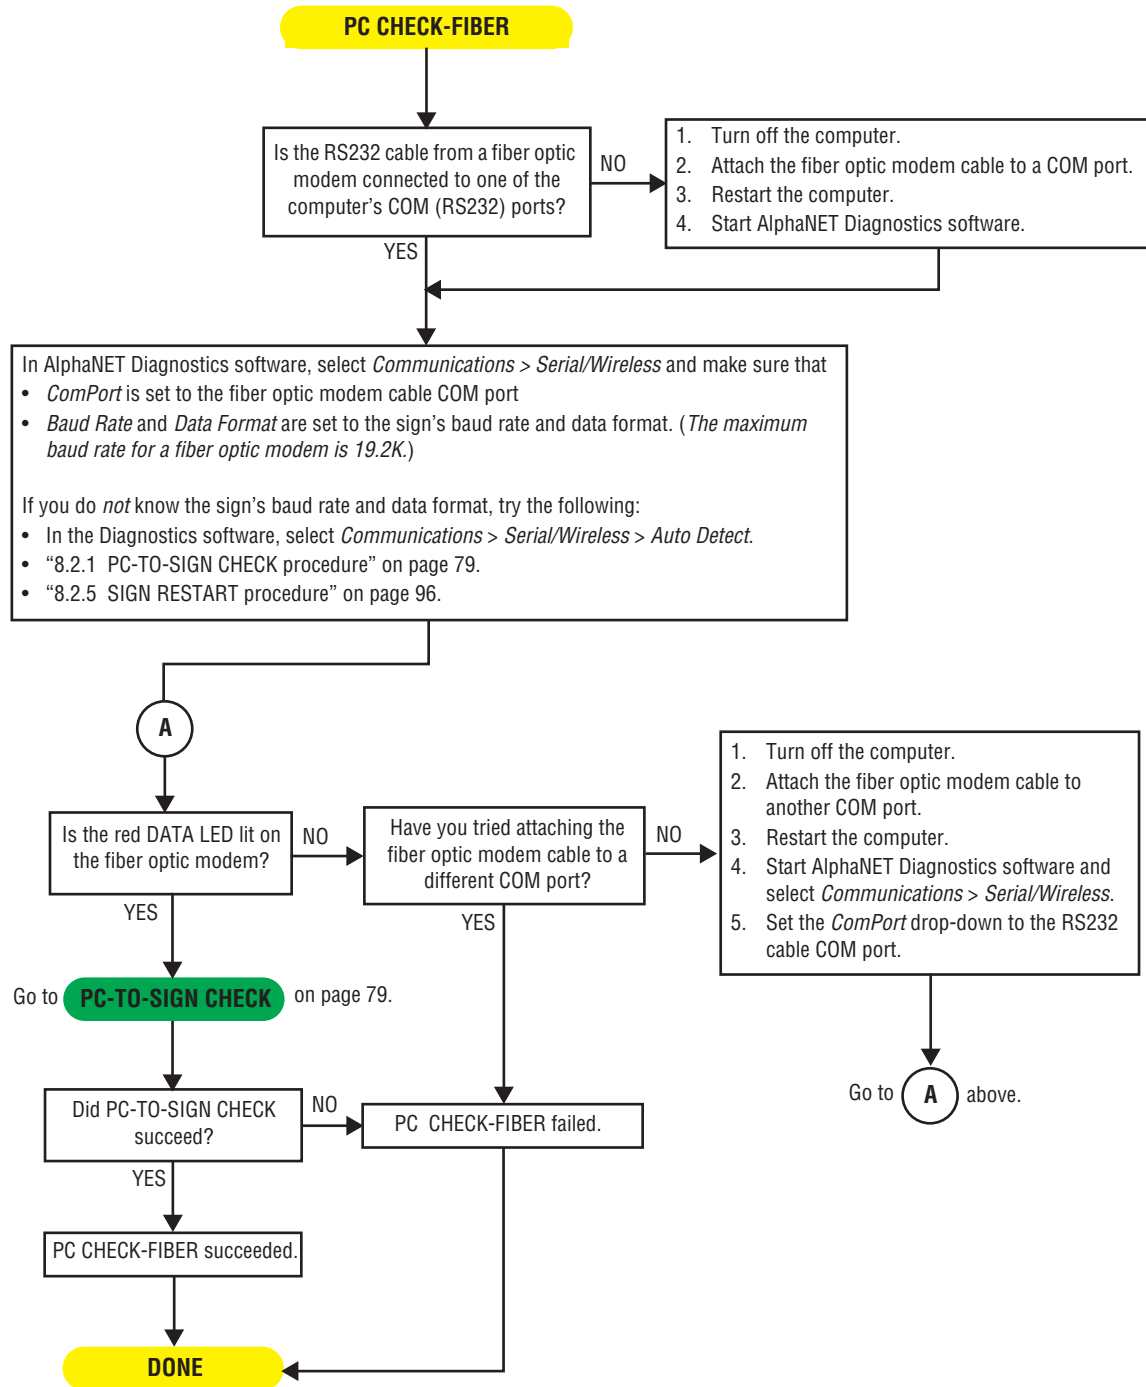 PC CHECK-FIBER
Is the RS232 cable from a fiber optic
modem connected to one of the
computer's COM (RS232) ports?
NO
YES
1. Turn off the computer.
2. Attach the fiber optic modem cable to a COM port.
3. Restart the computer.
4. Start AlphaNET Diagnostics software.
In AlphaNET Diagnostics software, select Communications > Serial/Wireless and make sure that
• ComPort is set to the fiber optic modem cable COM port
• Baud Rate and Data Format are set to the sign's baud rate and data format. (The maximum
baud rate for a fiber optic modem is 19.2K.)
If you do not know the sign's baud rate and data format, try the following:
• In the Diagnostics software, select Communications > Serial/Wireless > Auto Detect.
• “8.2.1 PC-TO-SIGN CHECK procedure” on page 79.
• “8.2.5 SIGN RESTART procedure” on page 96.
A
Is the red DATA LED lit on
the fiber optic modem?
NO
YES
Have you tried attaching the
fiber optic modem cable to a
different COM port?
NO
YES
1. Turn off the computer.
2. Attach the fiber optic modem cable to
another COM port.
3. Restart the computer.
4. Start AlphaNET Diagnostics software and
select Communications > Serial/Wireless.
5. Set the ComPort drop-down to the RS232
cable COM port.
Go to PC-TO-SIGN CHECK on page 79.
Go to A above.
Did PC-TO-SIGN CHECK
succeed?
NO
YES
PC CHECK-FIBER failed.
PC CHECK-FIBER succeeded.
DONE